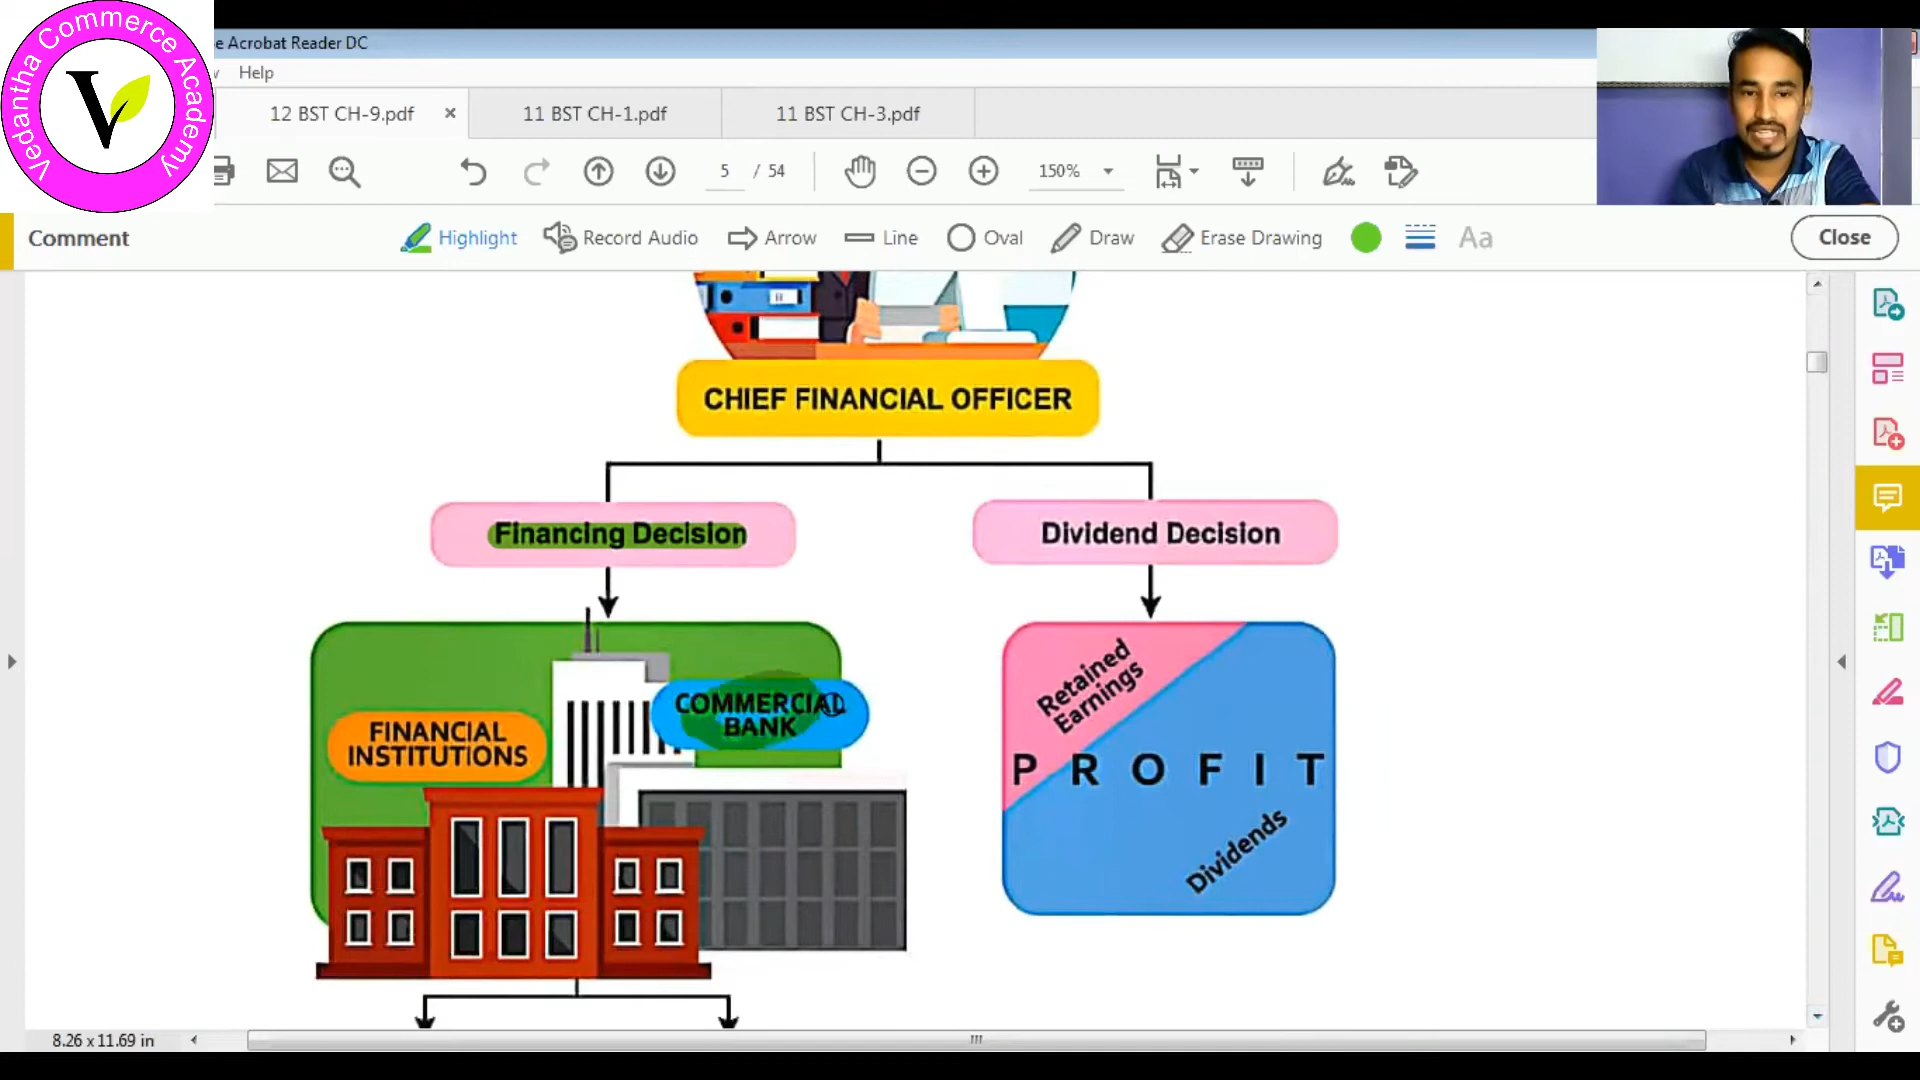 Vedantha Commerce Academy
V
e Acrobat Reader DC
w Help
12 BST CH-9.pdf
11 BST CH-1.pdf
11 BST CH-3.pdf
5 / 54
150%
Comment
Highlight
Record Audio
Arrow
Line
Oval
Draw
Erase Drawing
Aa
Close
CHIEF FINANCIAL OFFICER
Financing Decision
Dividend Decision
FINANCIAL
INSTITUTIONS
COMMERCIAL
BANK
Retained
Earnings
PROFIT
Dividends
8.26 x 11.69 in